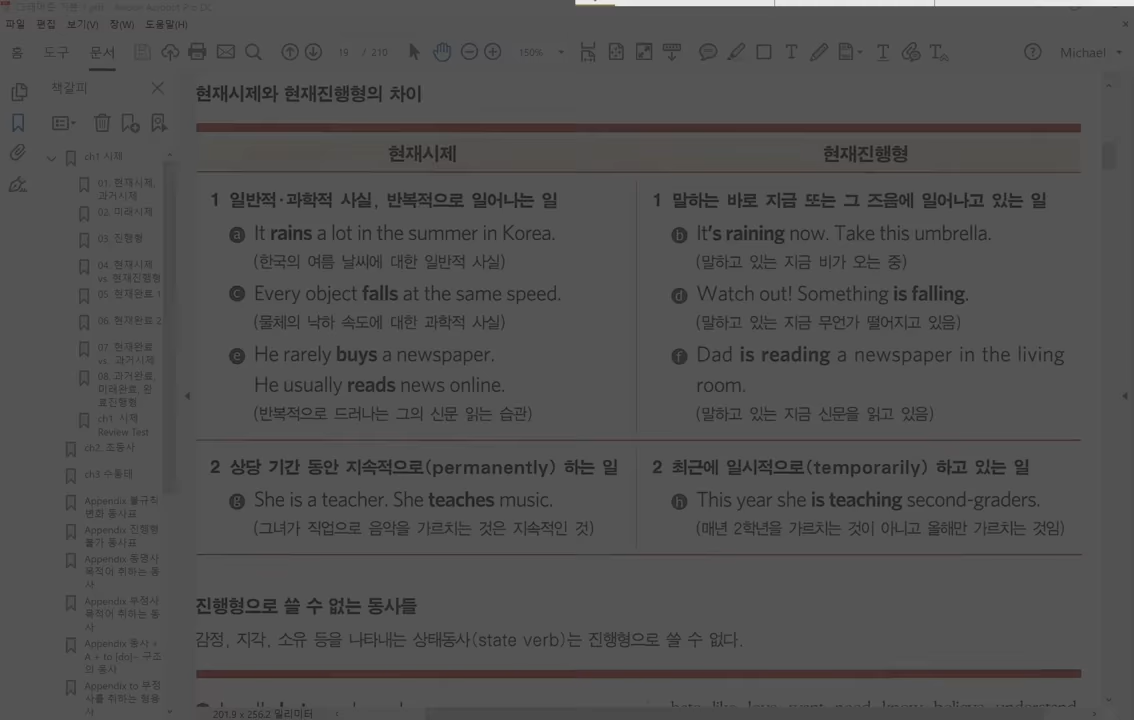 파일 편집 보기(V) 창(W) 도움말(H)
홈 도구 문서 19 / 210 150% Michael
책갈피
ch1 시제
01. 현재시제,
과거시제
02. 미래시제
03. 진행형
04. 현재시제
vs. 현재진행형
05. 현재완료 1
06. 현재완료 2
07. 현재완료
vs. 과거시제
08. 과거완료,
미래완료, 완
료진행형
ch1 시제
Review Test
ch2. 조동사
ch3 수동태
Appendix 불규칙
변화 동사표
Appendix 진행형
불가 동사표
Appendix 동명사
목적어 취하는 동
사
Appendix 부정사
목적어 취하는 동
사
Appendix 동사 +
A + to [do]~ 구조
의 동사
Appendix to 부정
사를 취하는 형용
사
현재시제와 현재진행형의 차이
현재시제
현재진행형
1 일반적·과학적 사실, 반복적으로 일어나는 일
a It rains a lot in the summer in Korea.
(한국의 여름 날씨에 대한 일반적 사실)
c Every object falls at the same speed.
(물체의 낙하 속도에 대한 과학적 사실)
e He rarely buys a newspaper.
He usually reads news online.
(반복적으로 드러나는 그의 신문 읽는 습관)
1 말하는 바로 지금 또는 그 즈음에 일어나고 있는 일
b It's raining now. Take this umbrella.
(말하고 있는 지금 비가 오는 중)
d Watch out! Something is falling.
(말하고 있는 지금 무언가 떨어지고 있음)
f Dad is reading a newspaper in the living
room.
(말하고 있는 지금 신문을 읽고 있음)
2 상당 기간 동안 지속적으로(permanently) 하는 일
g She is a teacher. She teaches music.
(그녀가 직업으로 음악을 가르치는 것은 지속적인 것)
2 최근에 일시적으로(temporarily) 하고 있는 일
h This year she is teaching second-graders.
(매년 2학년을 가르치는 것이 아니고 올해만 가르치는 것임)
진행형으로 쓸 수 없는 동사들
감정, 지각, 소유 등을 나타내는 상태동사(state verb)는 진행형으로 쓸 수 없다.
hate, like, love, want, need, know, believe, understand
201.9 x 256.2 밀리미터